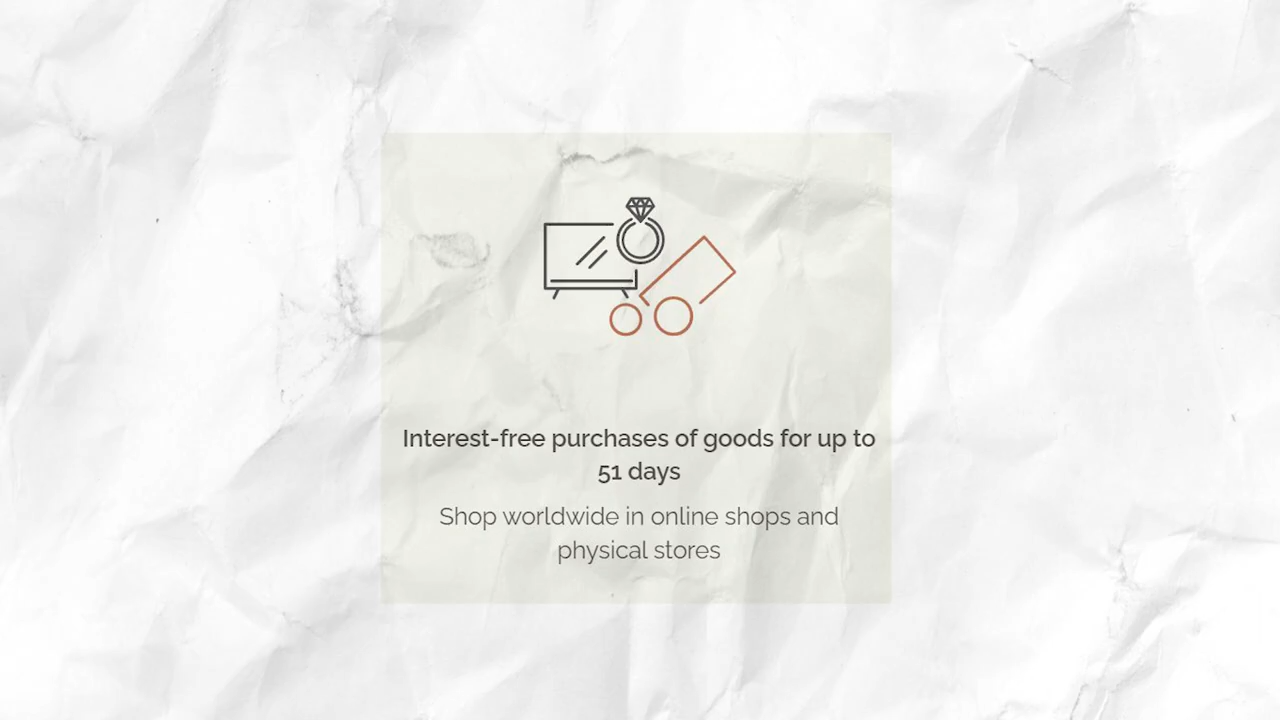 Interest-free purchases of goods for up to
51 days
Shop worldwide in online shops and
physical stores